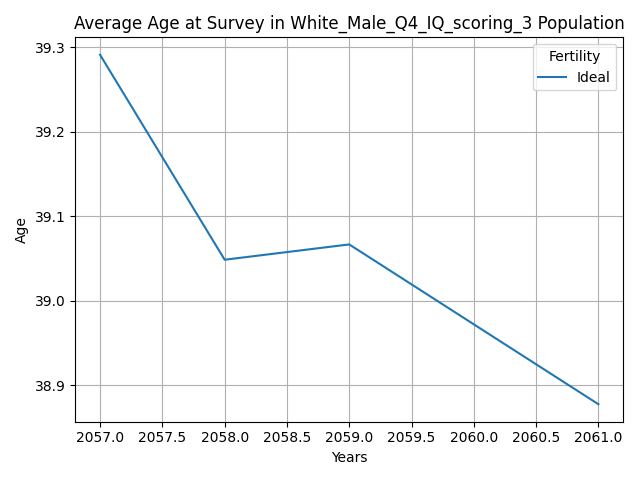 Average Age at Survey in White_Male_Q4_IQ_scoring_3 Population
Fertility
Ideal
39.3
39.2
39.1
39.0
38.9
Age
2057.0 2057.5 2058.0 2058.5 2059.0 2059.5 2060.0 2060.5 2061.0
Years